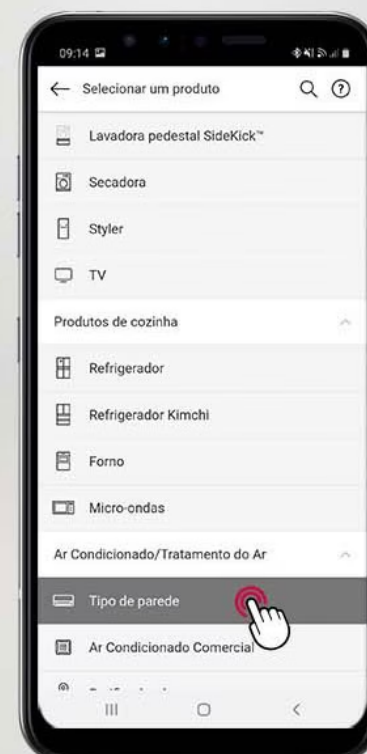 09:14
Selecionar um produto
Lavadora pedestal SideKick™
Secadora
Styler
TV
Produtos de cozinha
Refrigerador
Refrigerador Kimchi
Forno
Micro-ondas
Ar Condicionado/Tratamento do Ar
Tipo de parede
Ar Condicionado Comercial